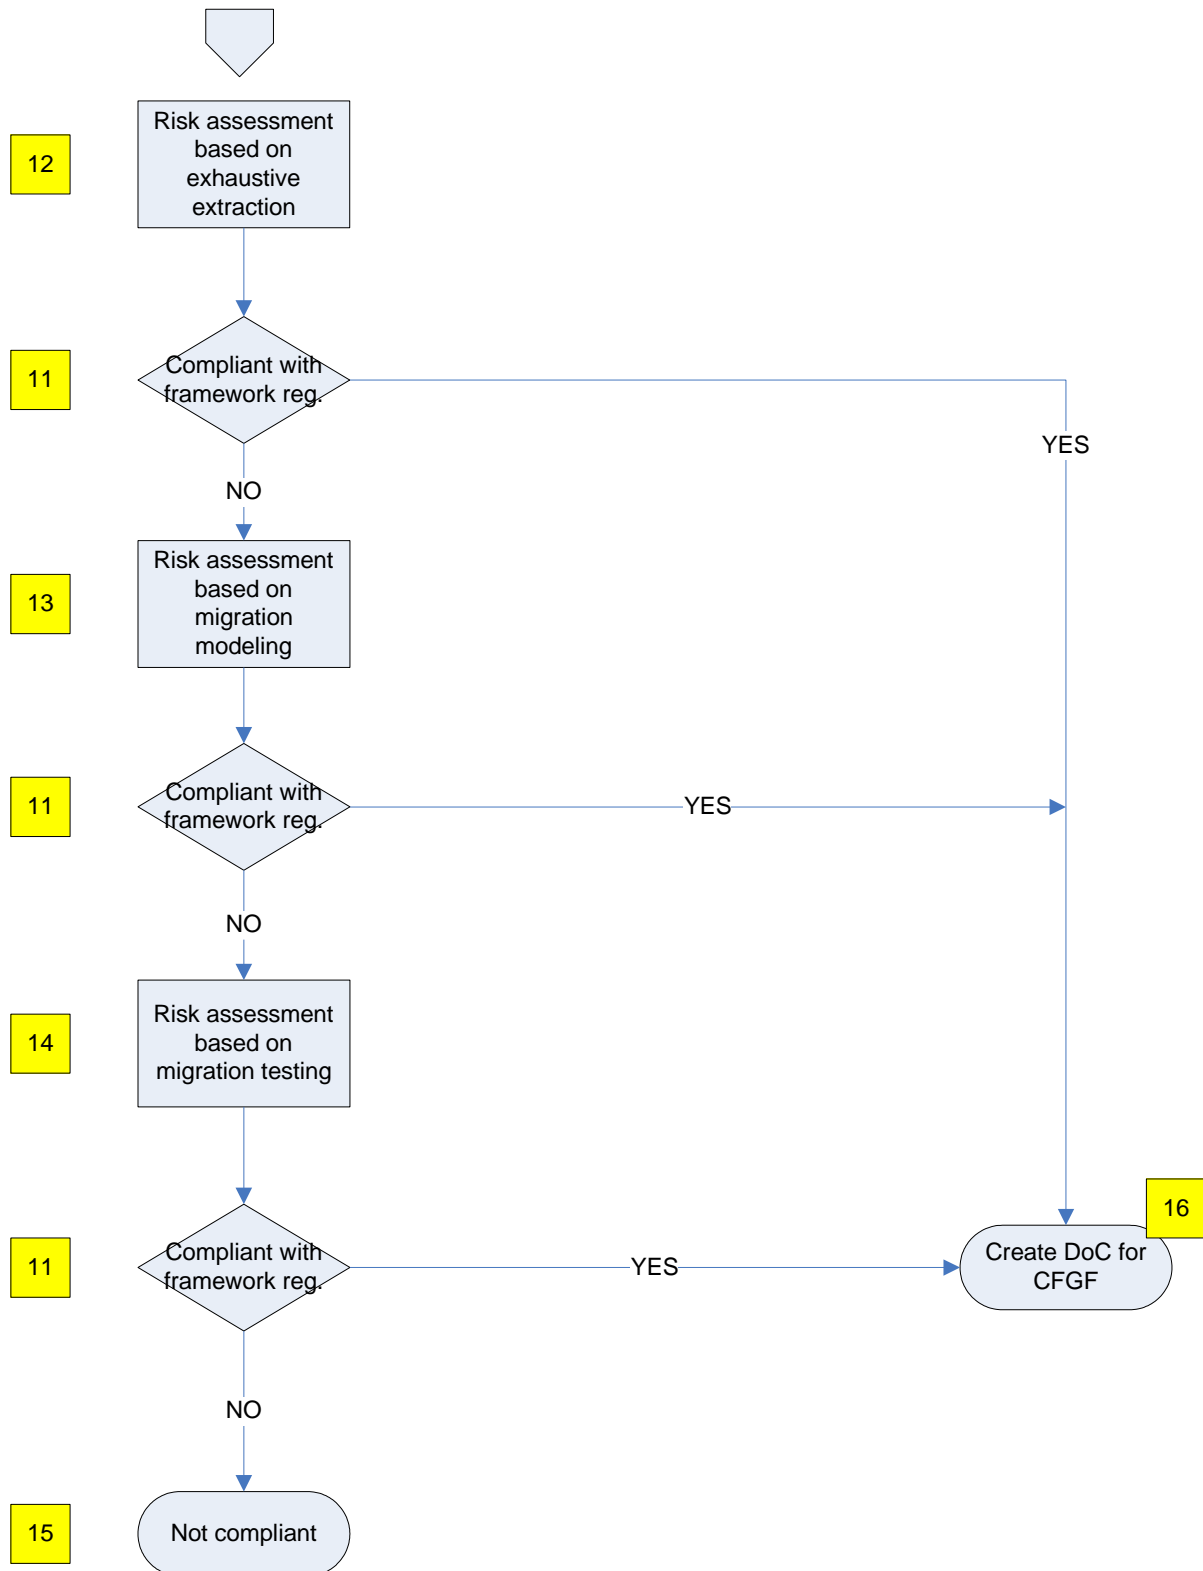 12
Risk assessment
based on
exhaustive
extraction
11
Compliant with
framework reg.
YES
NO
13
Risk assessment
based on
migration
modeling
11
Compliant with
framework reg.
YES
NO
14
Risk assessment
based on
migration testing
16
11
Compliant with
framework reg.
YES
Create DoC for
CFGF
NO
15
Not compliant